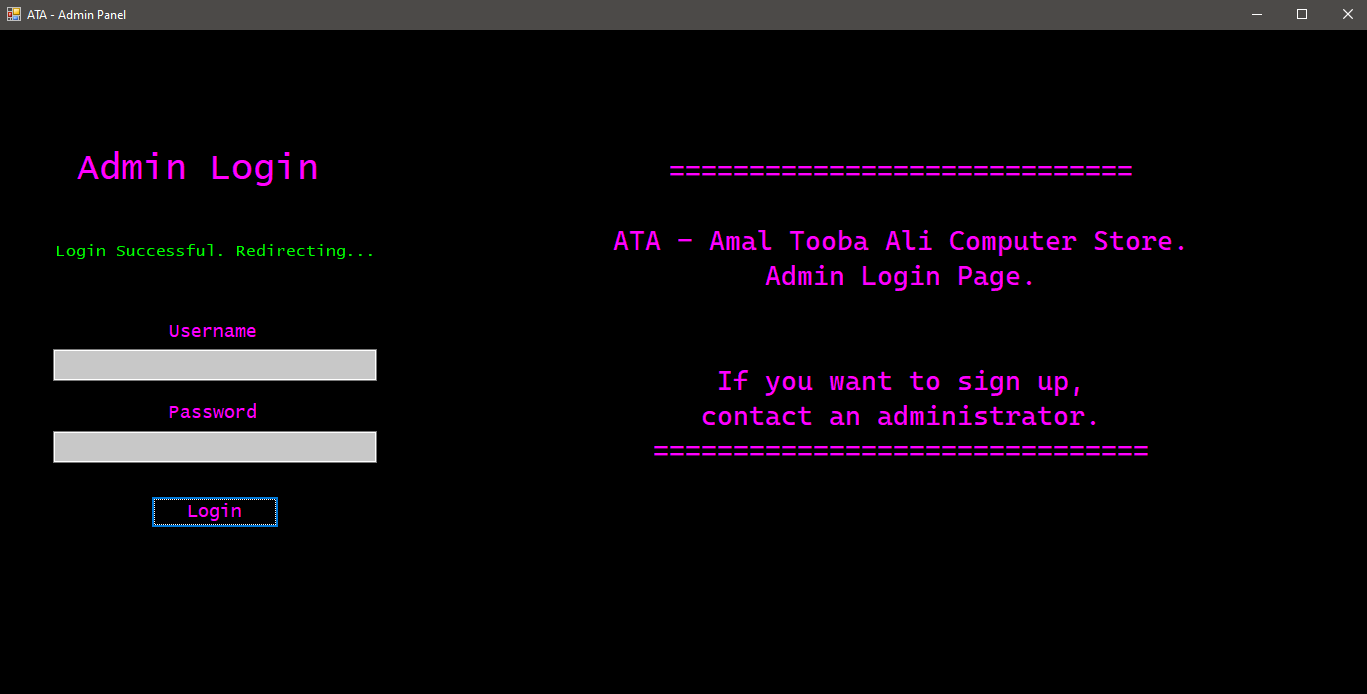 ATA - Admin Panel
Admin Login
Login Successful. Redirecting...
Username
Password
Login
=============================
ATA - Amal Tooba Ali Computer Store.
Admin Login Page.
If you want to sign up,
contact an administrator.
===============================